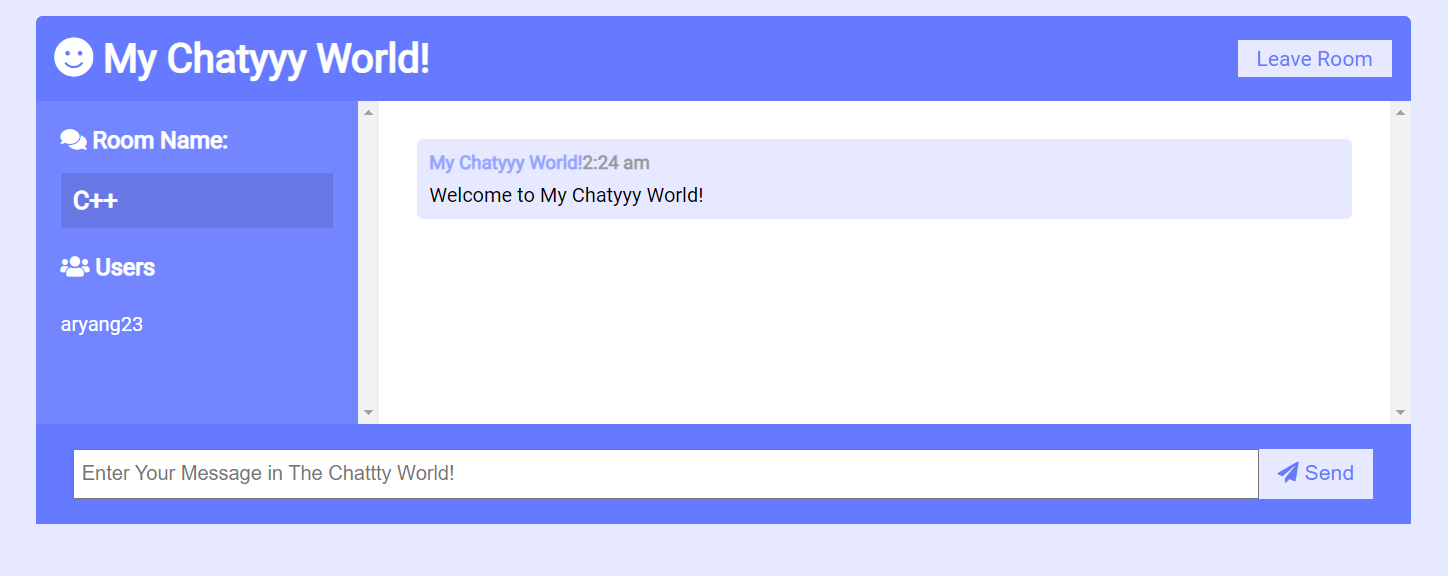 My Chatyyy World!
Leave Room
Room Name:
C++
Users
aryang23
My Chatyyy World!2:24 am
Welcome to My Chatyyy World!
Enter Your Message in The Chattty World!
Send